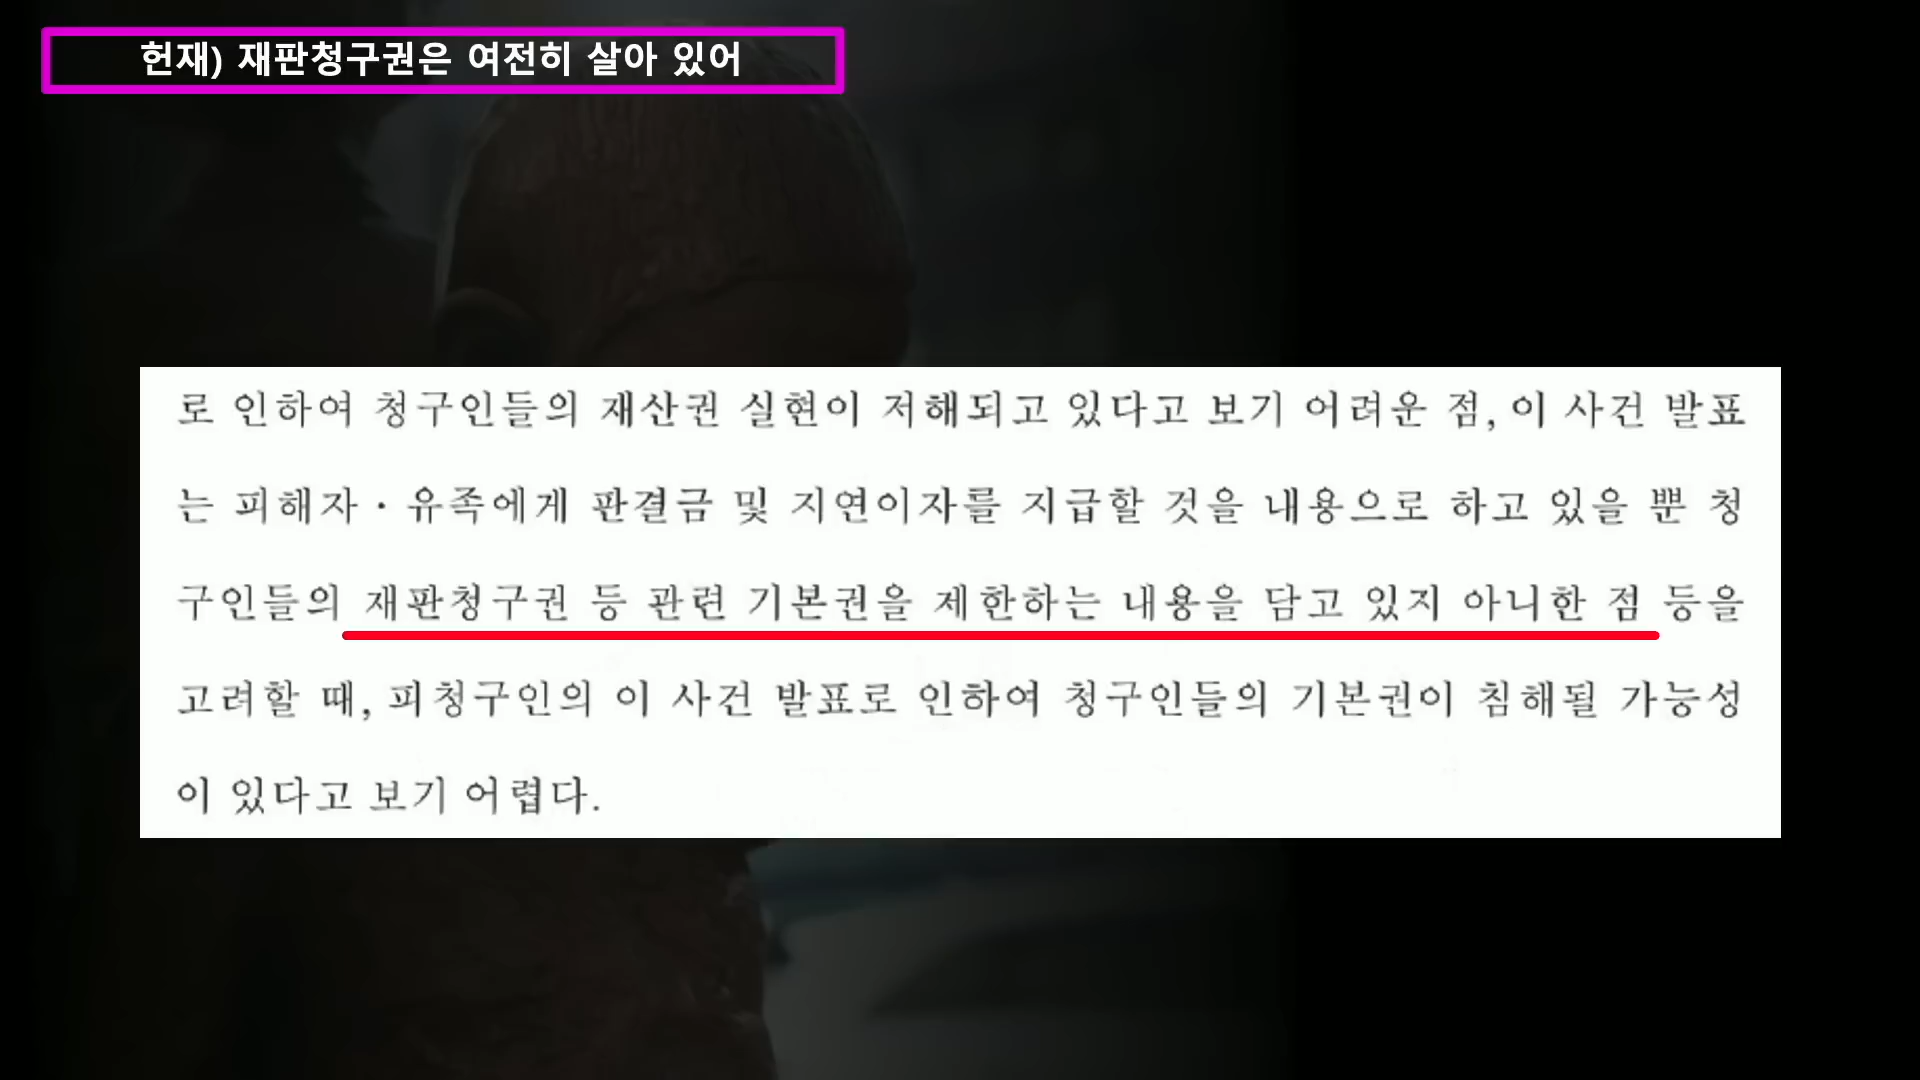 헌재) 재판청구권은 여전히 살아 있어
로 인하여 청구인들의 재산권 실현이 저해되고 있다고 보기 어려운 점, 이 사건 발표
는 피해자·유족에게 판결금 및 지연이자를 지급할 것을 내용으로 하고 있을 뿐 청
구인들의 재판청구권 등 관련 기본권을 제한하는 내용을 담고 있지 아니한 점 등을
고려할 때, 피청구인의 이 사건 발표로 인하여 청구인들의 기본권이 침해될 가능성
이 있다고 보기 어렵다.